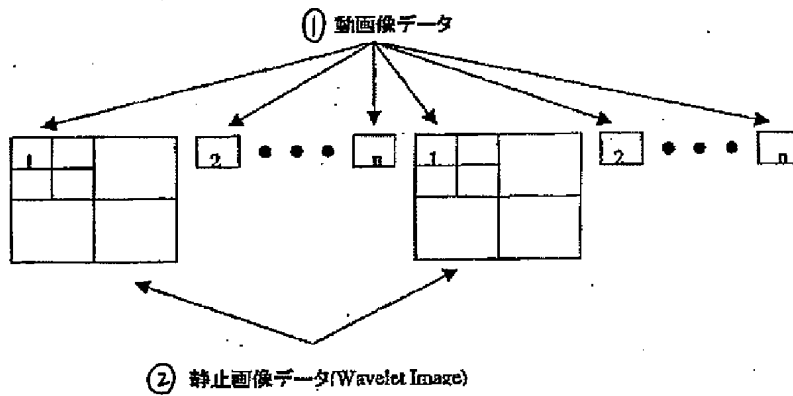 ① 動画像データ
1 2 ● ● ● n 1 2 ● ● ● n
② 静止画像データ(Wavelet Image)